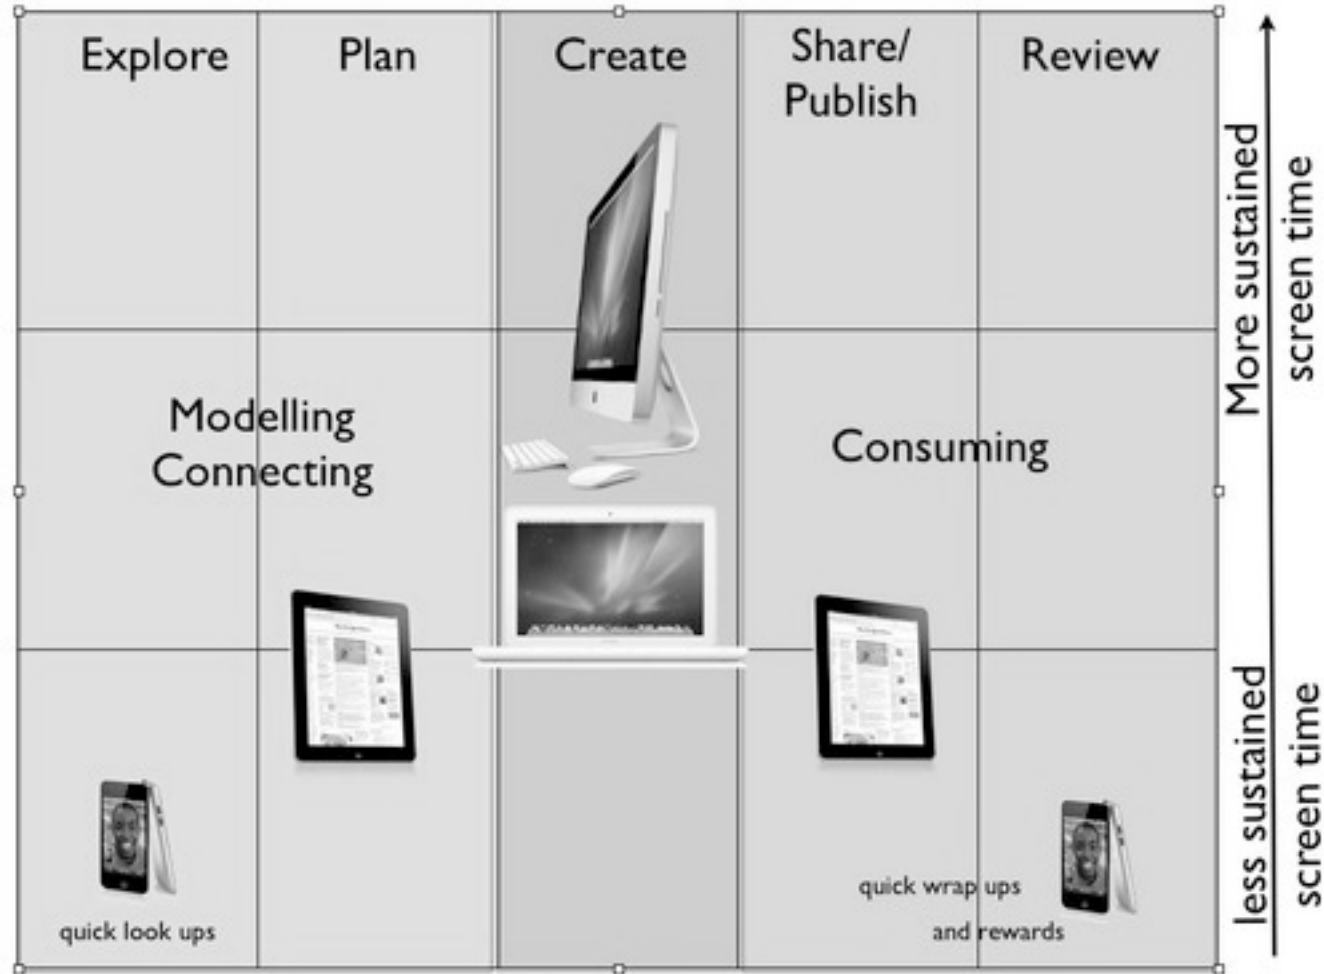 Explore
Plan
Create
Share/
Publish
Review
Modelling
Connecting
Consuming
quick look ups
quick wrap ups
and rewards
More sustained
screen time
less sustained
screen time